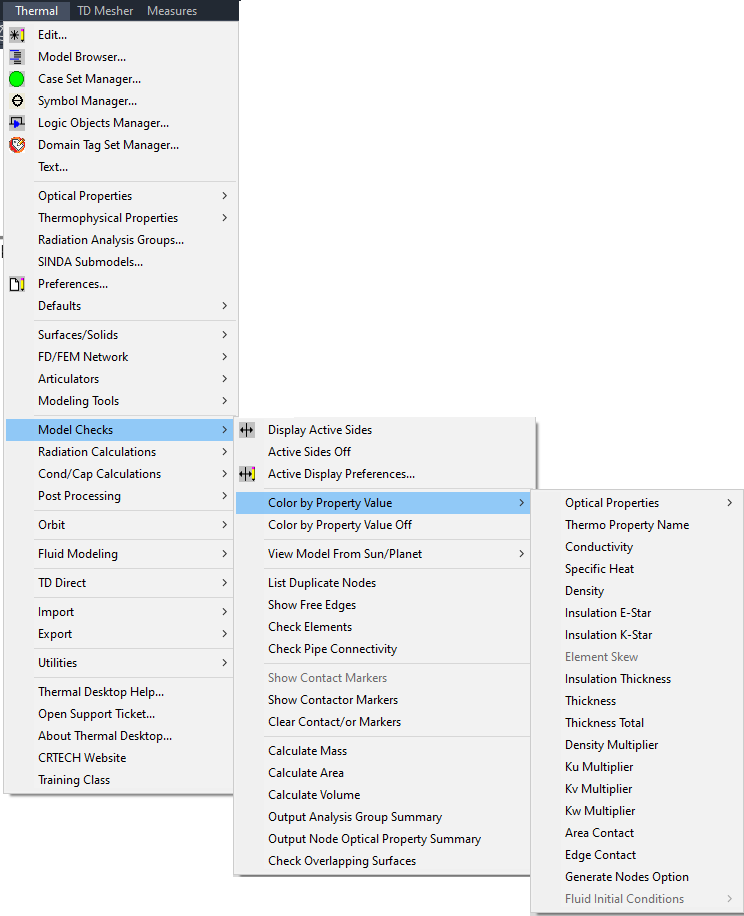 Thermal TD Mesher Measures
Edit...
Model Browser...
Case Set Manager...
Symbol Manager...
Logic Objects Manager...
Domain Tag Set Manager...
Text...
Optical Properties
Thermophysical Properties
Radiation Analysis Groups...
SINDA Submodels...
Preferences...
Defaults
Surfaces/Solids
FD/FEM Network
Articulators
Modeling Tools
Model Checks
Radiation Calculations
Cond/Cap Calculations
Post Processing
Orbit
Fluid Modeling
TD Direct
Import
Export
Utilities
Thermal Desktop Help...
Open Support Ticket...
About Thermal Desktop...
CRTECH Website
Training Class
Display Active Sides
Active Sides Off
Active Display Preferences...
Color by Property Value
Color by Property Value Off
View Model From Sun/Planet
List Duplicate Nodes
Show Free Edges
Check Elements
Check Pipe Connectivity
Show Contact Markers
Show Contactor Markers
Clear Contact/or Markers
Calculate Mass
Calculate Area
Calculate Volume
Output Analysis Group Summary
Output Node Optical Property Summary
Check Overlapping Surfaces
Optical Properties
Thermo Property Name
Conductivity
Specific Heat
Density
Insulation E-Star
Insulation K-Star
Element Skew
Insulation Thickness
Thickness
Thickness Total
Density Multiplier
Ku Multiplier
Kv Multiplier
Kw Multiplier
Area Contact
Edge Contact
Generate Nodes Option
Fluid Initial Conditions